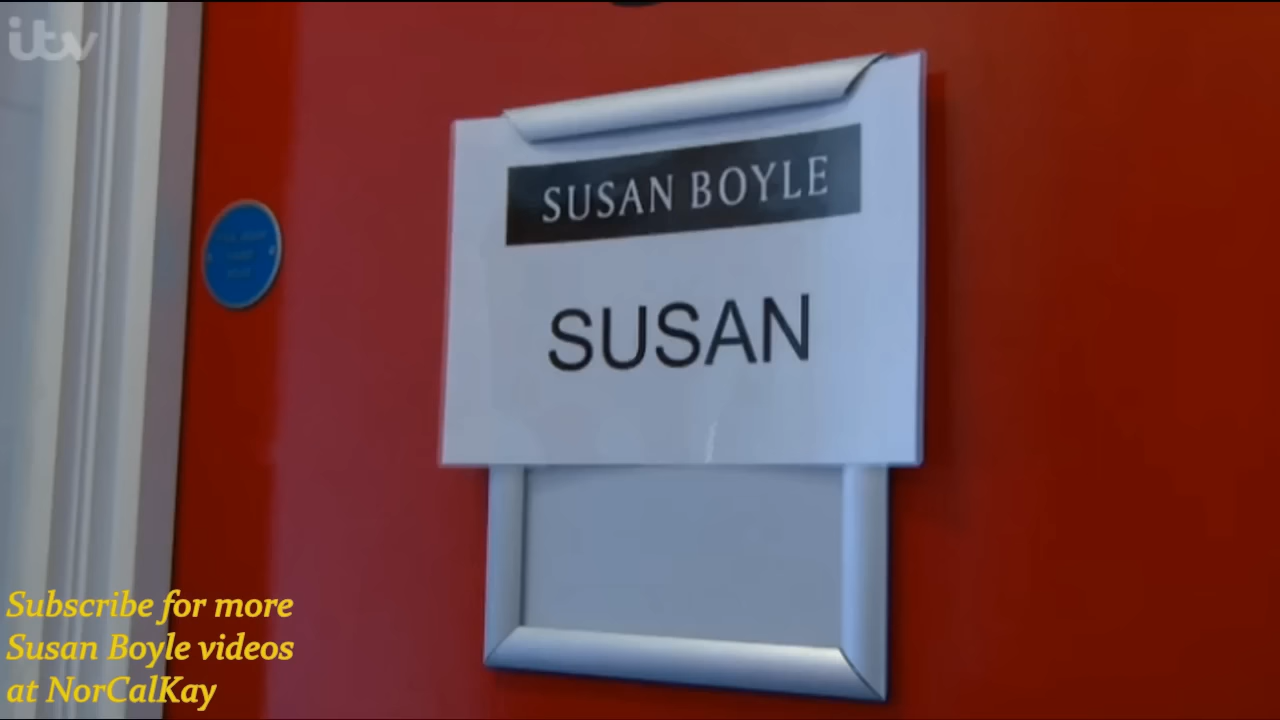 itv
SUSAN BOYLE
SUSAN
Subscribe for more
Susan Boyle videos
at NorCalKay